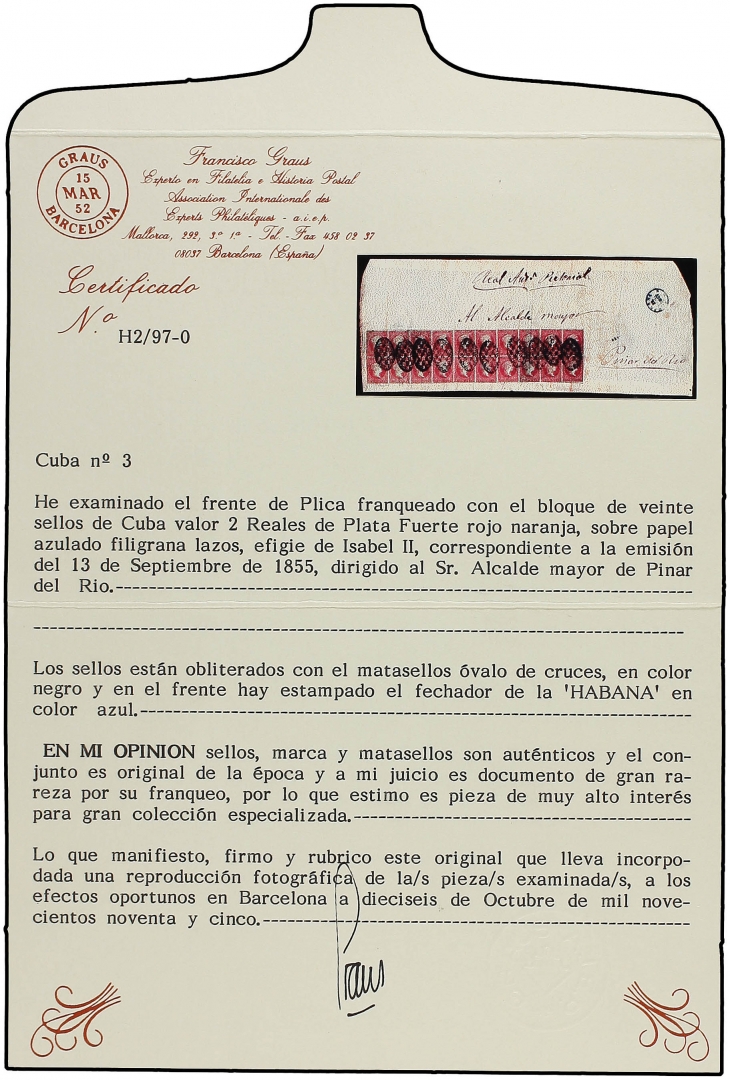 GRAUS
15
MAR
52
BARCELONA
Francisco Graus
Experto en Filatelia e Historia Postal
Association Internationale des
Experts Philatéliques - a.i.e.p.
Mallorca, 292, 3.º 1ª - Tel. - Fax 458 02 37
08037 Barcelona (España)
Certificado
N.º H2/97-0
Al Alcalde mayor
Pinar del Rio
Cuba nº 3
He examinado el frente de Plica franqueado con el bloque de veinte
sellos de Cuba valor 2 Reales de Plata Fuerte rojo naranja, sobre papel
azulado filigrana lazos, efigie de Isabel II, correspondiente a la emisión
del 13 de Septiembre de 1855, dirigido al Sr. Alcalde mayor de Pinar
del Rio.
Los sellos están obliterados con el matasellos óvalo de cruces, en color
negro y en el frente hay estampado el fechador de la 'HABANA' en
color azul.
EN MI OPINION sellos, marca y matasellos son auténticos y el con-
junto es original de la época y a mi juicio es documento de gran ra-
reza por su franqueo, por lo que estimo es pieza de muy alto interés
para gran colección especializada.
Lo que manifiesto, firmo y rubrico este original que lleva incorpo-
dada una reproducción fotográfica de la/s pieza/s examinada/s, a los
efectos oportunos en Barcelona a dieciseis de Octubre de mil nove-
cientos noventa y cinco.
Graus